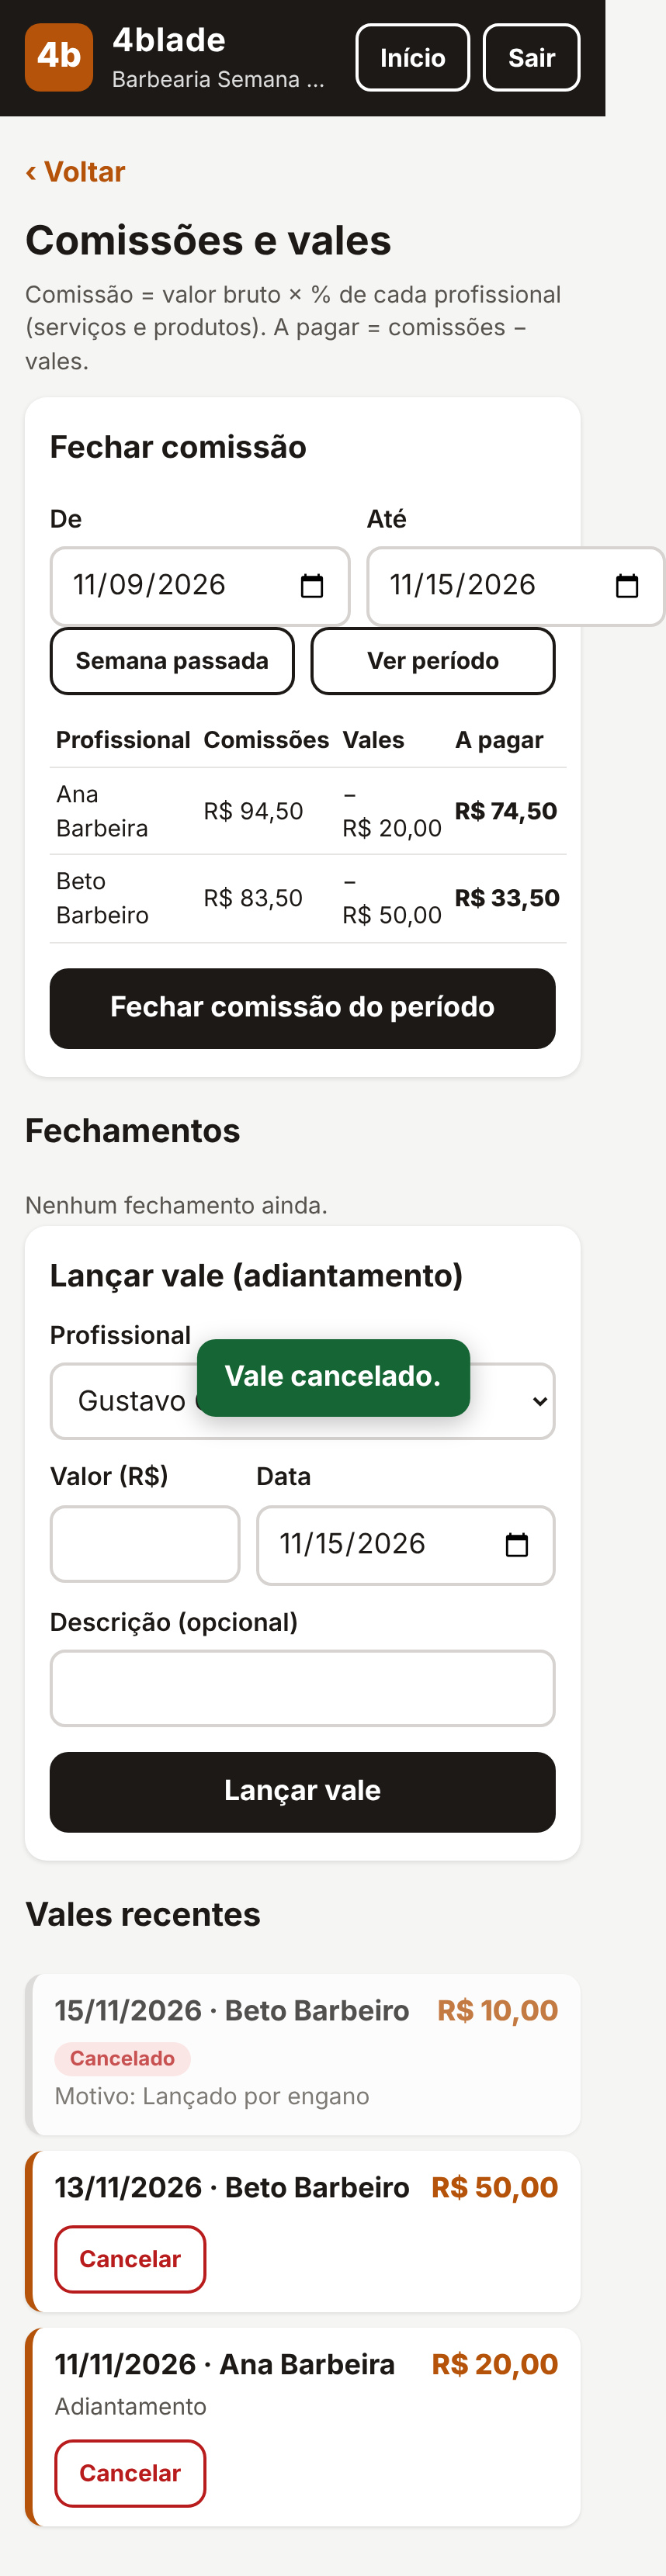 4b
4blade
Barbearia Semana ...
Início
Sair
‹ Voltar
Comissões e vales
Comissão = valor bruto × % de cada profissional
(serviços e produtos). A pagar = comissões −
vales.
Fechar comissão
De
Até
11/09/2026
11/15/2026
Semana passada
Ver período
Profissional Comissões Vales A pagar
Ana Barbeira R$ 94,50 − R$ 20,00 R$ 74,50
Beto Barbeiro R$ 83,50 − R$ 50,00 R$ 33,50
Fechar comissão do período
Fechamentos
Nenhum fechamento ainda.
Lançar vale (adiantamento)
Profissional
Vale cancelado.
Gustavo
Valor (R$)
Data
11/15/2026
Descrição (opcional)
Lançar vale
Vales recentes
15/11/2026 · Beto Barbeiro R$ 10,00
Cancelado
Motivo: Lançado por engano
13/11/2026 · Beto Barbeiro R$ 50,00
Cancelar
11/11/2026 · Ana Barbeira R$ 20,00
Adiantamento
Cancelar